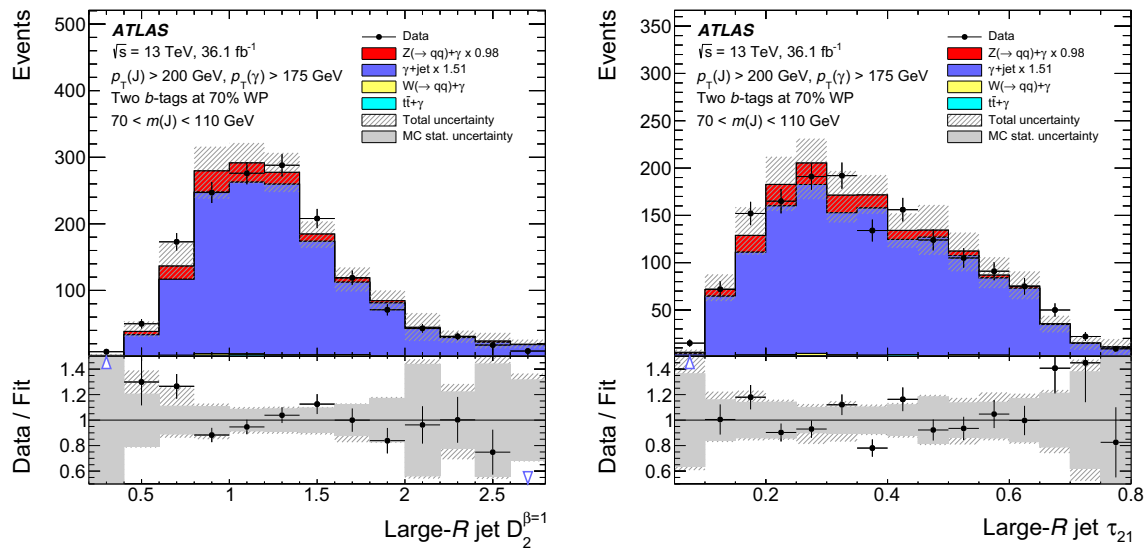 Events
500
400
300
200
100
ATLAS
√s = 13 TeV, 36.1 fb⁻¹
p_T(J) > 200 GeV, p_T(γ) > 175 GeV
Two b-tags at 70% WP
70 < m(J) < 110 GeV
Data
Z(→ qq)+γ x 0.98
γ+jet x 1.51
W(→ qq)+γ
tt̄+γ
Total uncertainty
MC stat. uncertainty
Data / Fit
1.4
1.2
1
0.8
0.6
0.5 1 1.5 2 2.5
Large-R jet D₂^β=1
Events
350
300
250
200
150
100
50
ATLAS
√s = 13 TeV, 36.1 fb⁻¹
p_T(J) > 200 GeV, p_T(γ) > 175 GeV
Two b-tags at 70% WP
70 < m(J) < 110 GeV
Data
Z(→ qq)+γ x 0.98
γ+jet x 1.51
W(→ qq)+γ
tt̄+γ
Total uncertainty
MC stat. uncertainty
Data / Fit
1.4
1.2
1
0.8
0.6
0.2 0.4 0.6 0.8
Large-R jet τ₂₁